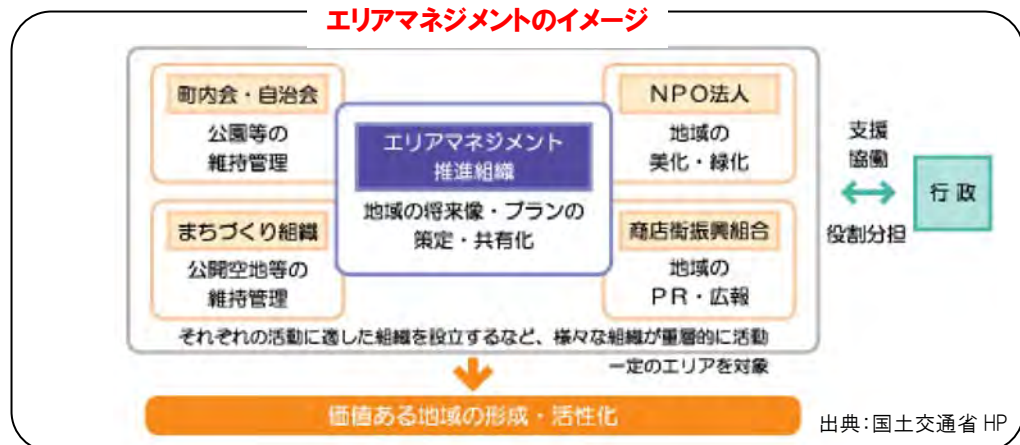 エリアマネジメントのイメージ
町内会・自治会
公園等の
維持管理
NPO法人
地域の
美化・緑化
エリアマネジメント
推進組織
地域の将来像・プランの
策定・共有化
まちづくり組織
公開空地等の
維持管理
商店街振興組合
地域の
PR・広報
支援
協働
役割分担
行政
それぞれの活動に適した組織を設立するなど、様々な組織が重層的に活動
一定のエリアを対象
価値ある地域の形成・活性化
出典：国土交通省 HP